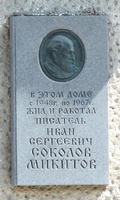 В ЭТОМ ДОМЕ
с 1948г. по 1967г.
ЖИЛ И РАБОТАЛ
ПИСАТЕЛЬ
ИВАН
СЕРГЕЕВИЧ
СОКОЛОВ
МИКИТОВ